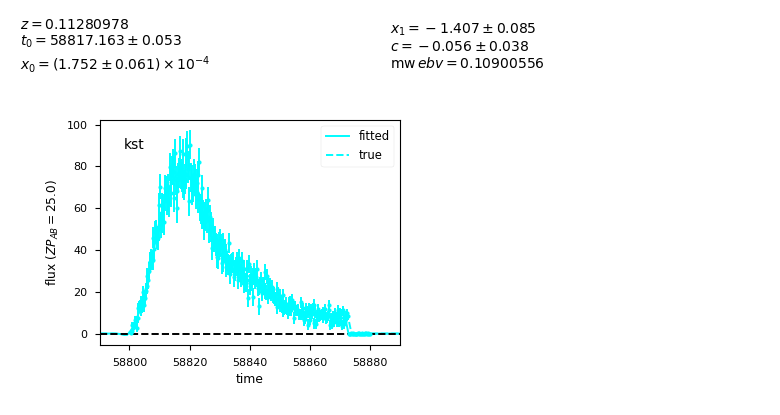 z = 0.11280978
t₀ = 58817.163 ± 0.053
x₀ = (1.752 ± 0.061) × 10⁻⁴
x₁ = −1.407 ± 0.085
c = −0.056 ± 0.038
mw ebv = 0.10900556
kst
fitted
true
100
80
60
40
20
0
flux (ZP_AB = 25.0)
58800 58820 58840 58860 58880
time